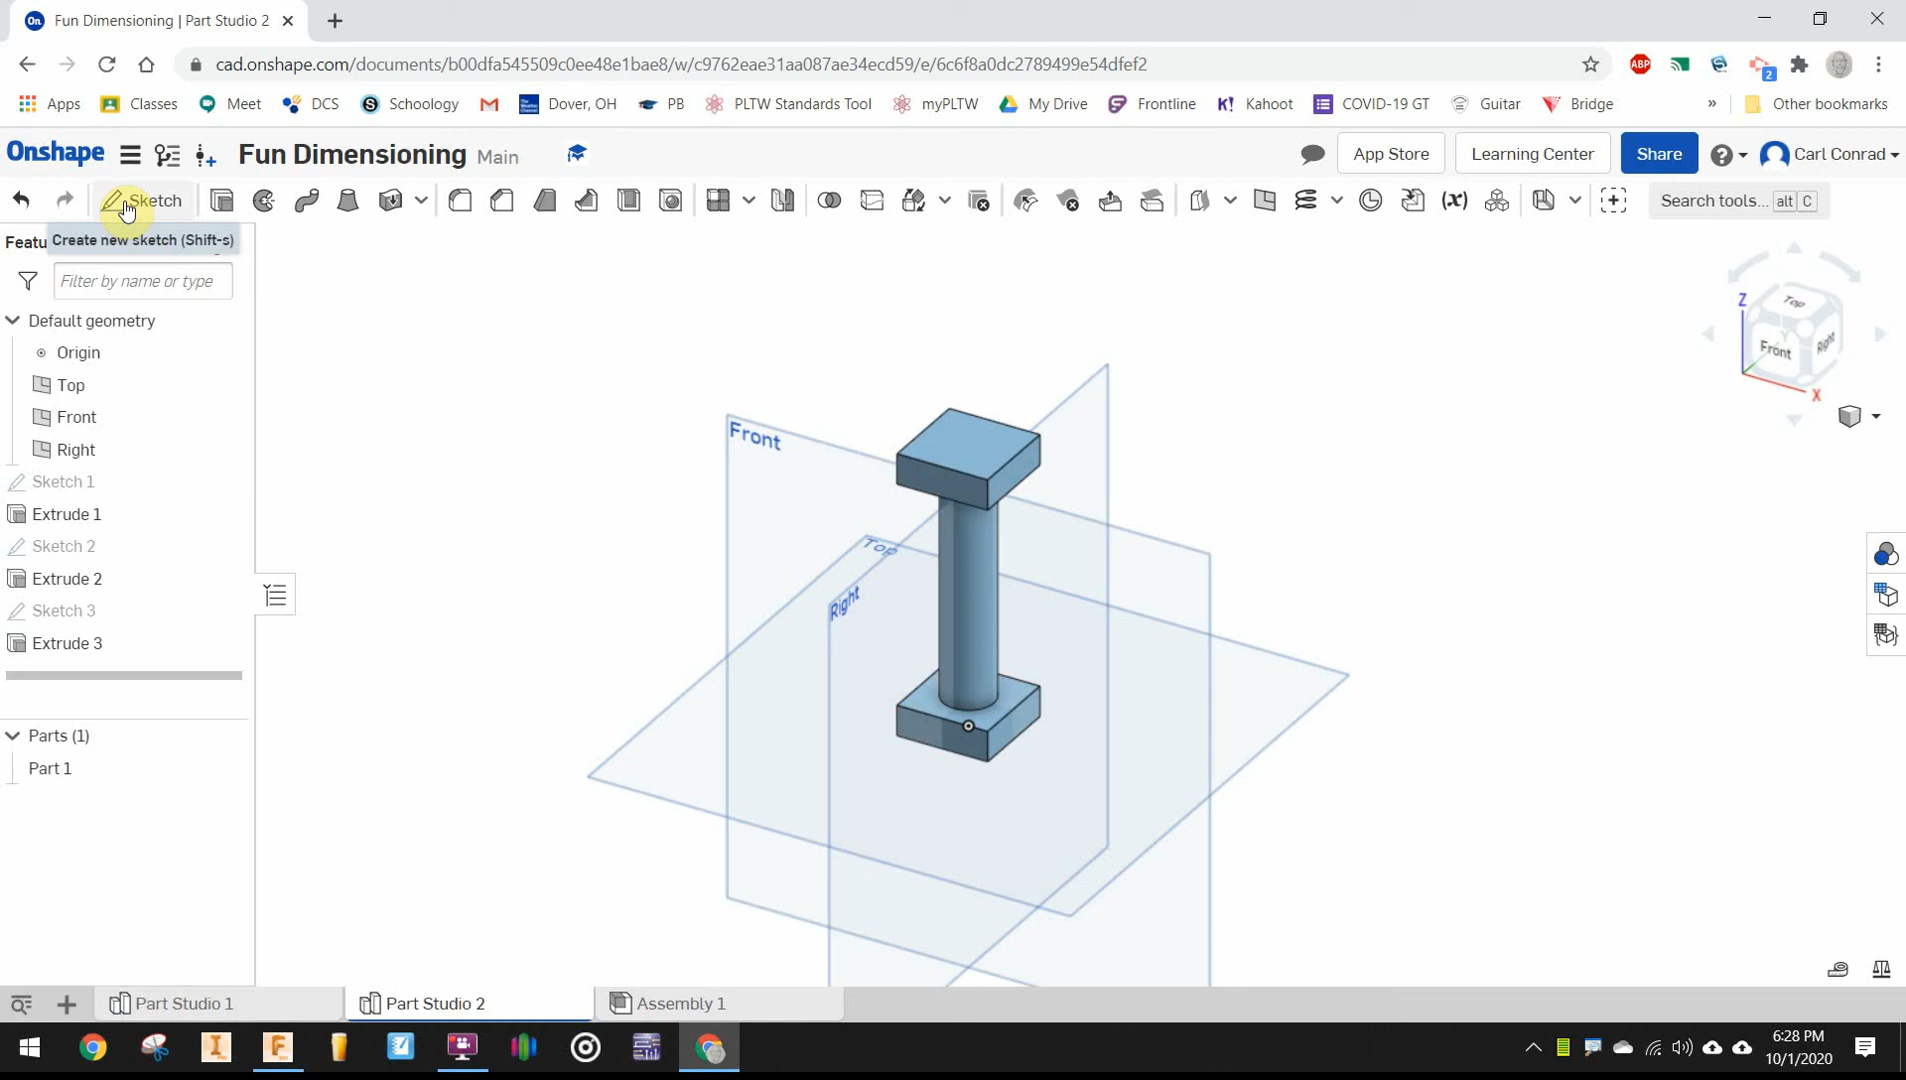 Fun Dimensioning | Part Studio 2
cad.onshape.com/documents/b00dfa545509c0ee48e1bae8/w/c9762eae31aa087ae34ecd59/e/6c6f8a0dc2789499e54dfef2
ABP
2
Apps Classes Meet DCS Schoology Dover, OH PB PLTW Standards Tool myPLTW My Drive Frontline Kahoot COVID-19 GT Guitar Bridge » Other bookmarks
Onshape Fun Dimensioning Main App Store Learning Center Share Carl Conrad
Sketch (x) Search tools... alt C
Create new sketch (Shift-s)
Featu
Filter by name or type
Default geometry
Origin
Top
Front
Right
Sketch 1
Extrude 1
Sketch 2
Extrude 2
Sketch 3
Extrude 3
Parts (1)
Part 1
Front
Top
Right
Z
Top
Front
Right
Y
X
Part Studio 1 Part Studio 2 Assembly 1
6:28 PM
10/1/2020